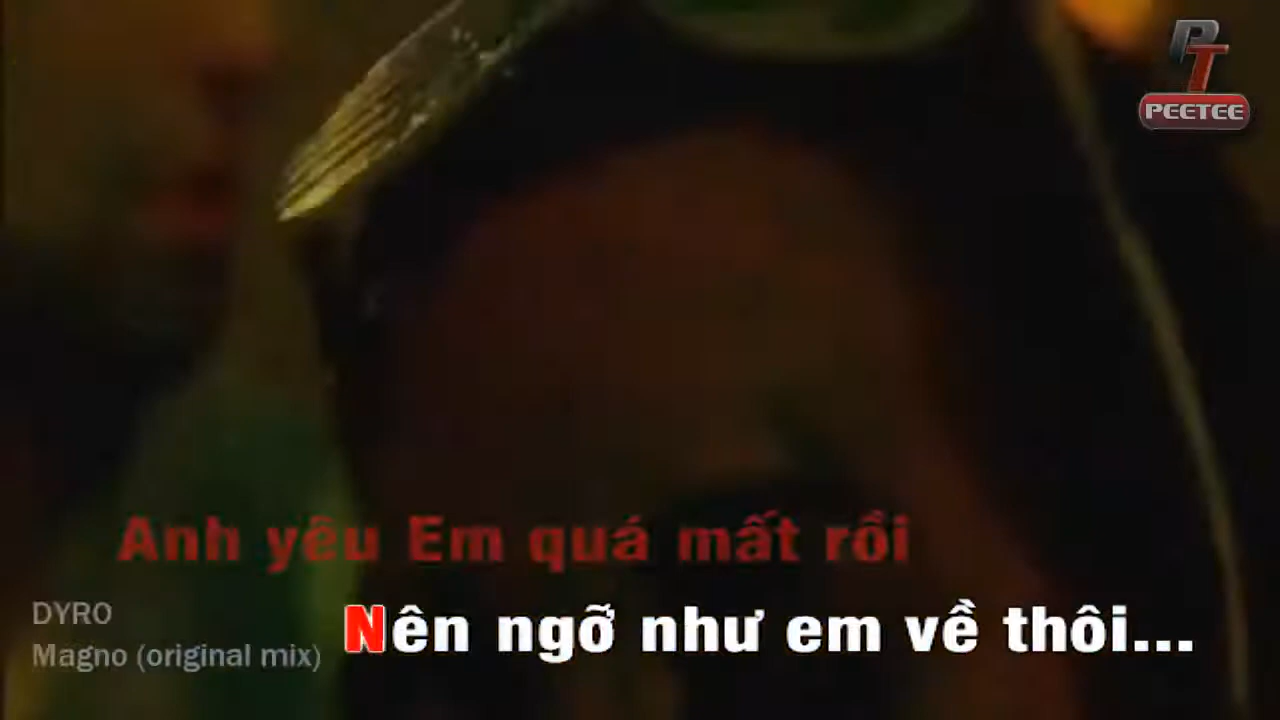 PT
PEETEE
Anh yêu Em quá mất rồi
Nên ngỡ như em về thôi...
DYRO
Magno (original mix)